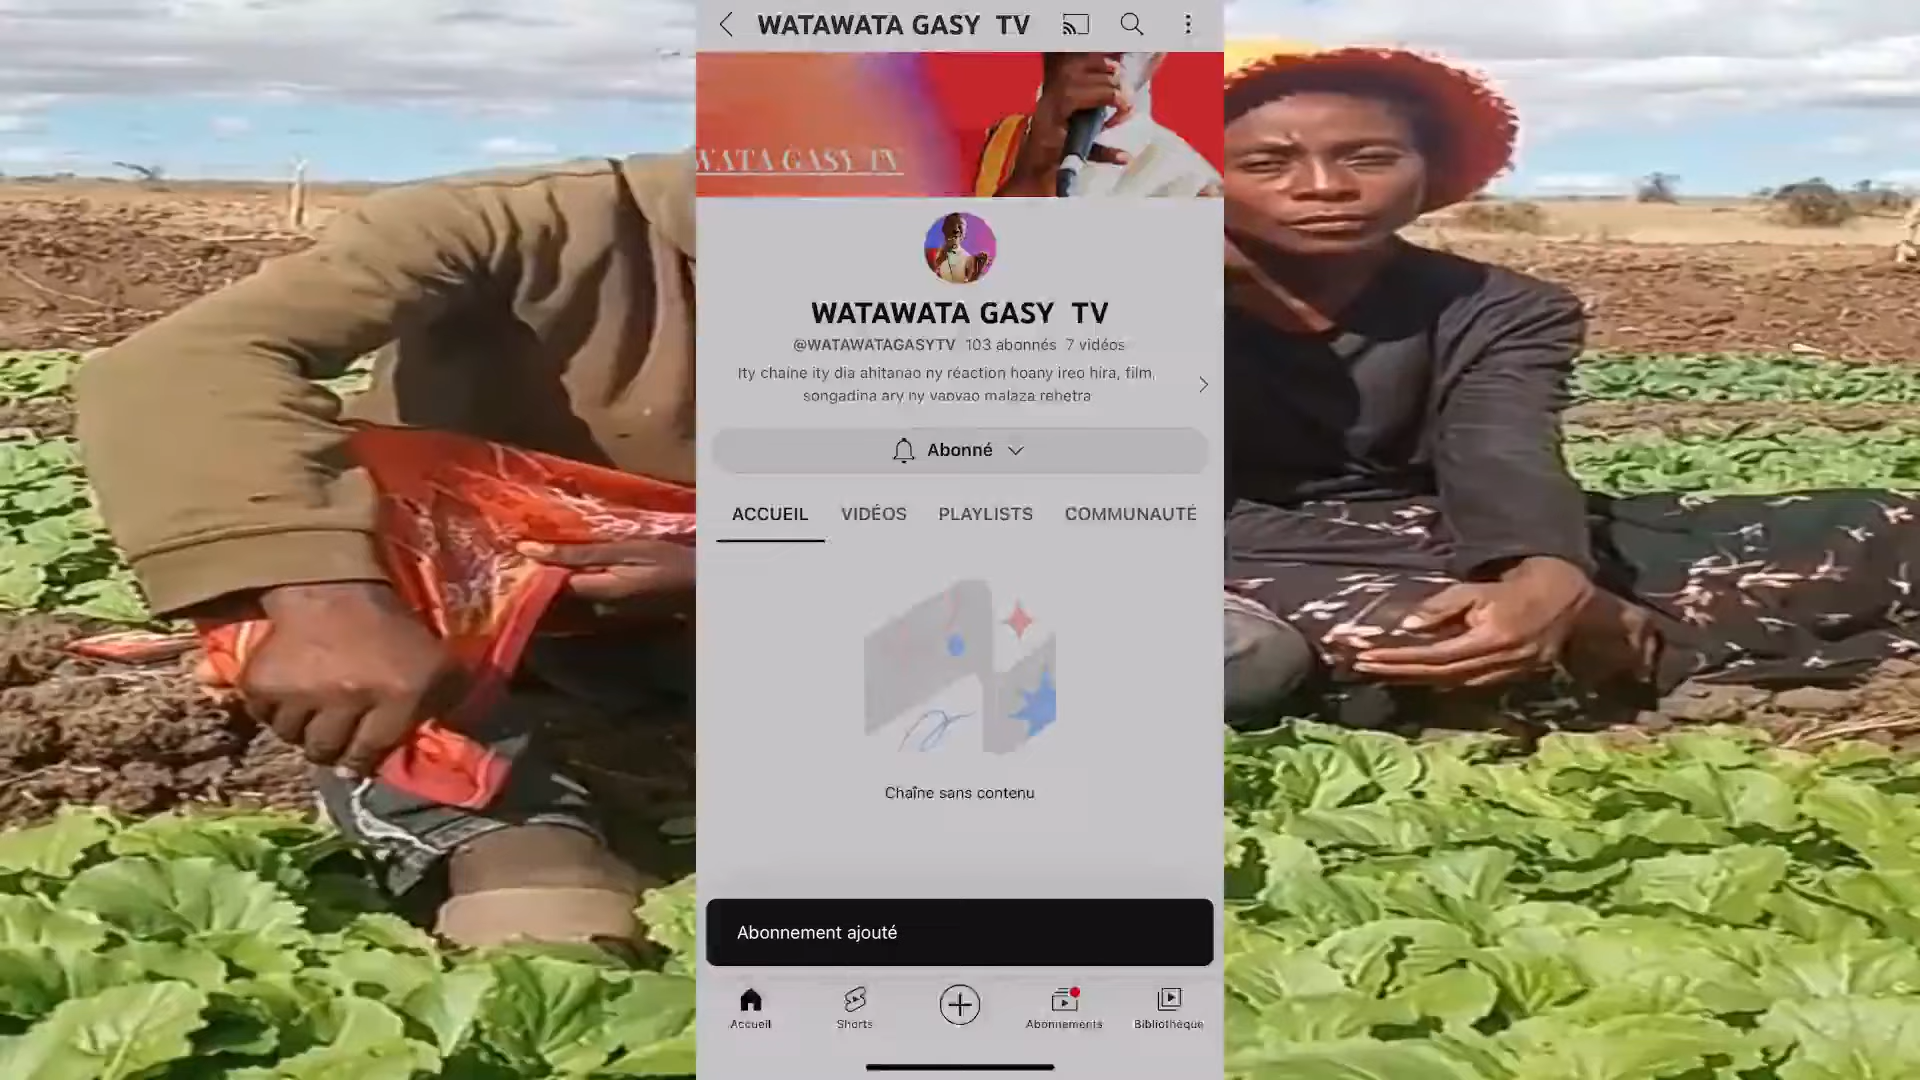 WATAWATA GASY TV
WATA GASY TV
WATAWATA GASY TV
@WATAWATAGASYTV 103 abonnés 7 vidéos
Ity chaine ity dia ahitanao ny réaction hoany ireo hira, film,
songadina ary ny vaovao malaza rehetra
Abonné
ACCUEIL VIDÉOS PLAYLISTS COMMUNAUTÉ
Chaîne sans contenu
Abonnement ajouté
Accueil Shorts Abonnements Bibliothèque